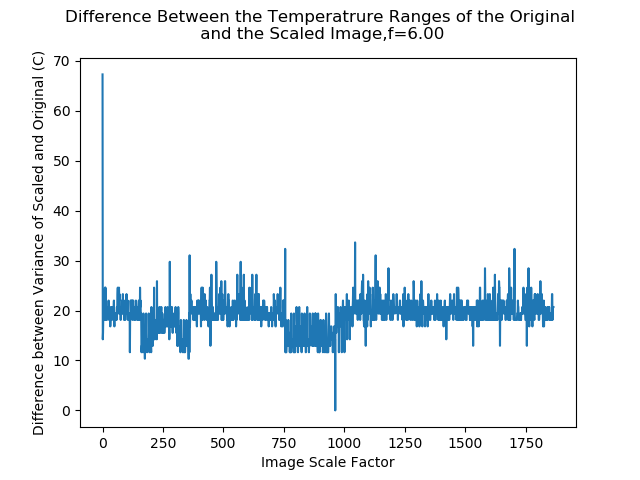 Difference Between the Temperatrure Ranges of the Original
and the Scaled Image,f=6.00
Difference between Variance of Scaled and Original (C)
70
60
50
40
30
20
10
0
0 250 500 750 1000 1250 1500 1750
Image Scale Factor